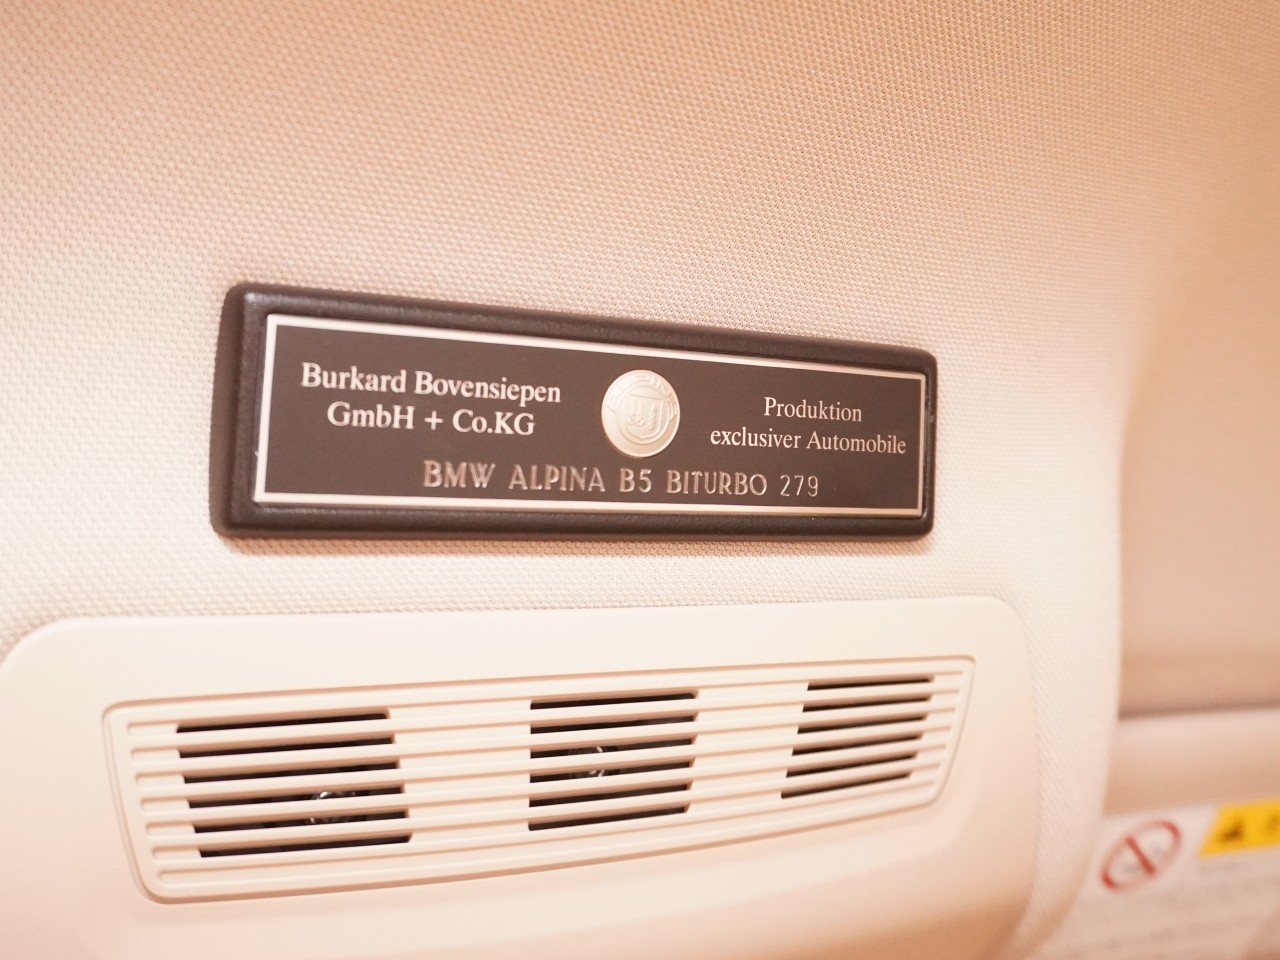 Burkard Bovensiepen
GmbH + Co.KG
Produktion
exclusiver Automobile
BMW ALPINA B5 BITURBO 279